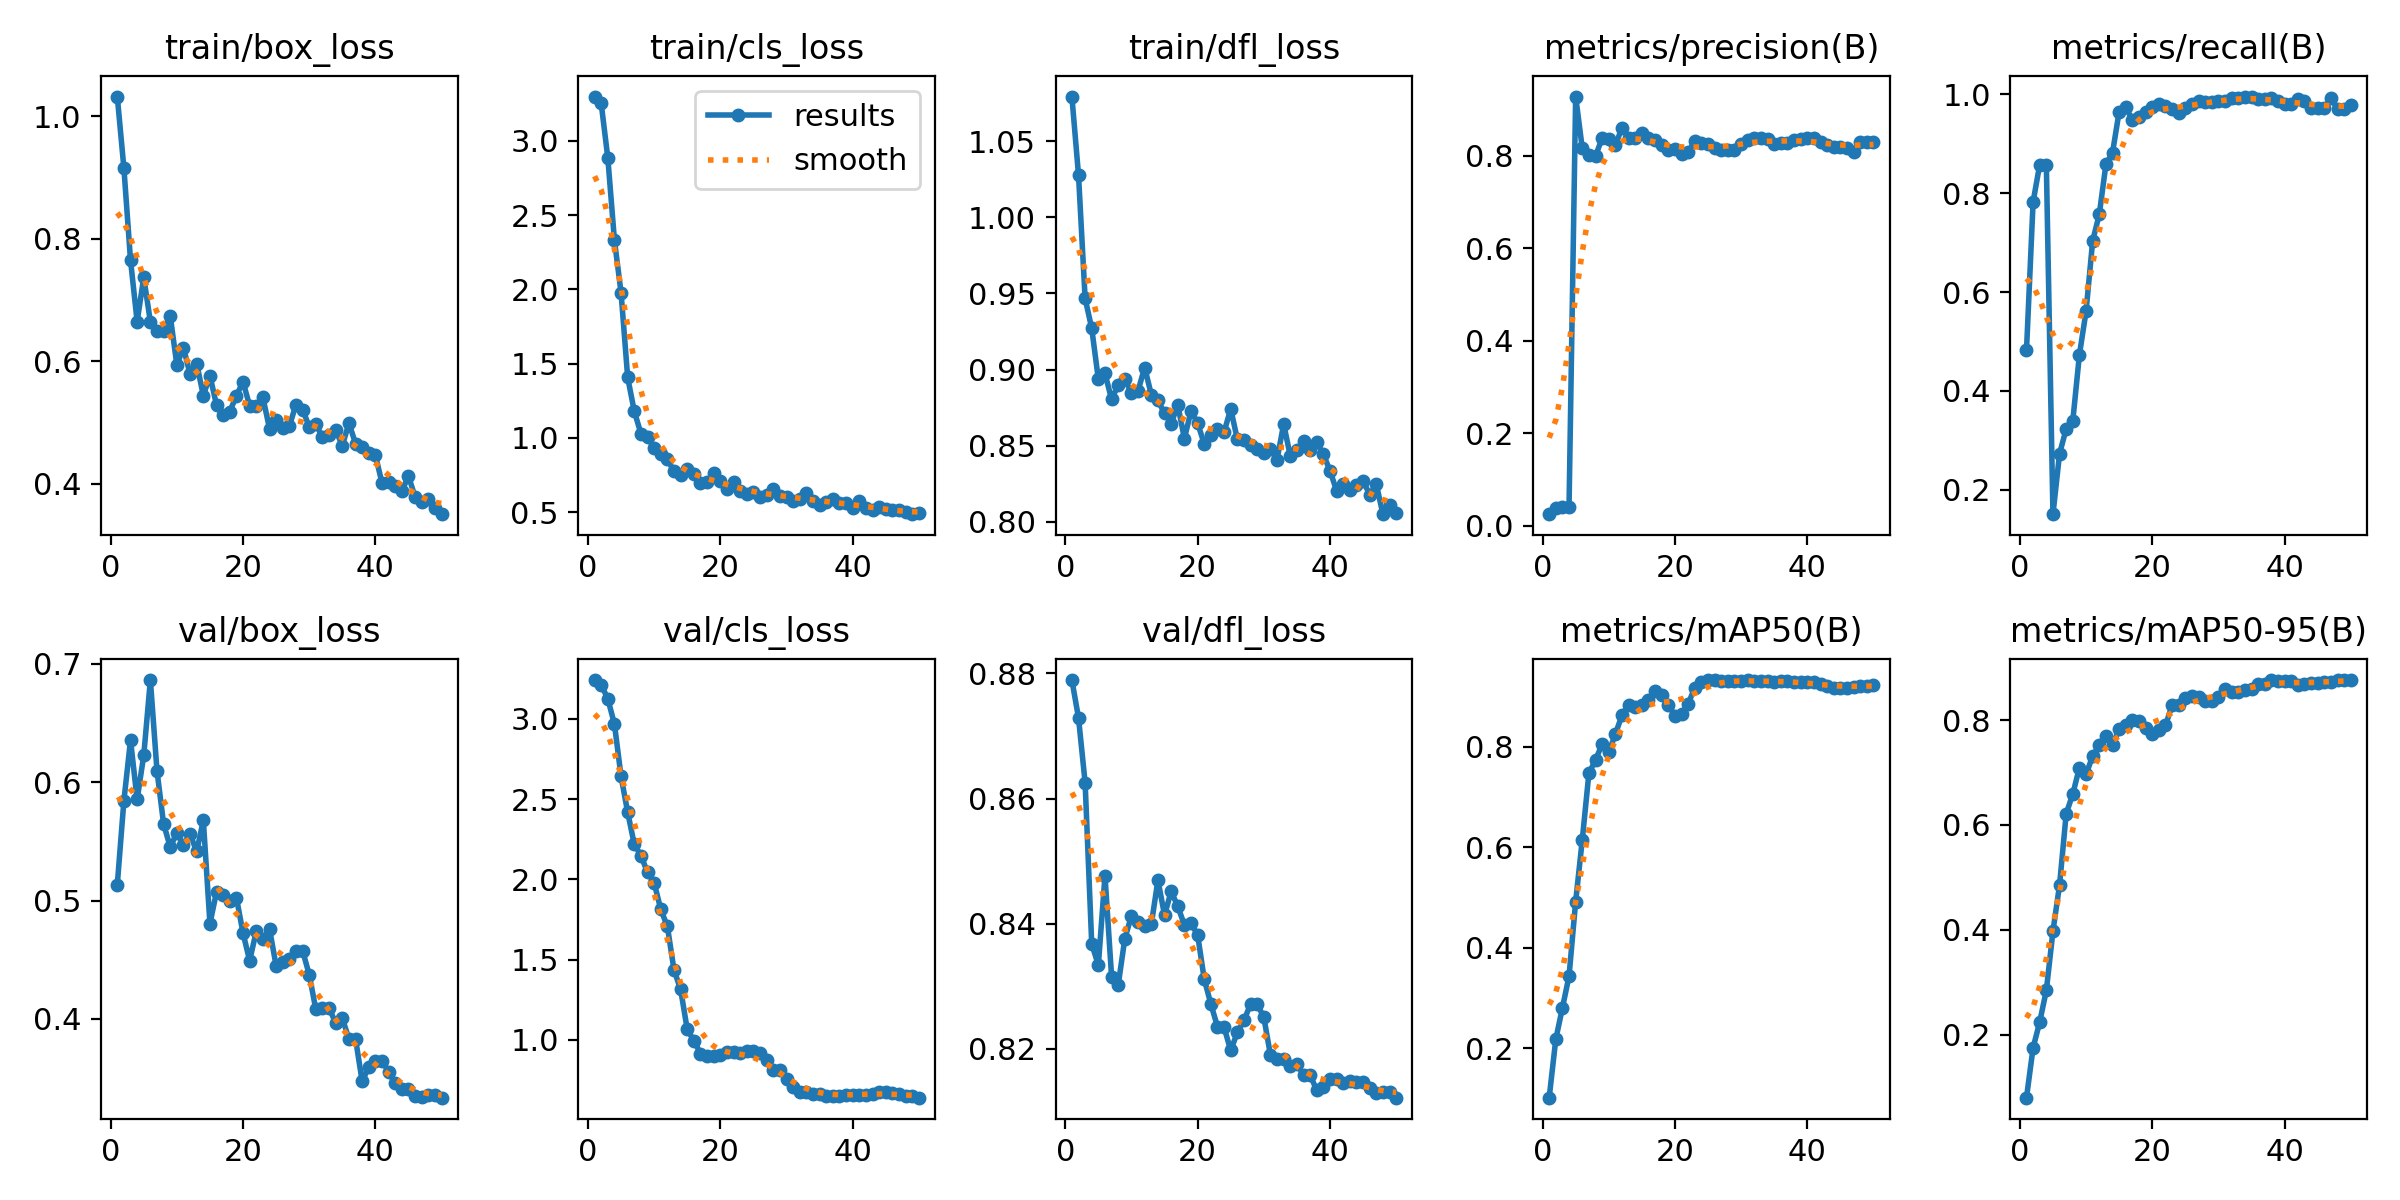 train/box_loss
1.0
0.8
0.6
0.4
0 20 40
train/cls_loss
results
smooth
3.0
2.5
2.0
1.5
1.0
0.5
0 20 40
train/dfl_loss
1.05
1.00
0.95
0.90
0.85
0.80
0 20 40
metrics/precision(B)
0.8
0.6
0.4
0.2
0.0
0 20 40
metrics/recall(B)
1.0
0.8
0.6
0.4
0.2
0 20 40
val/box_loss
0.7
0.6
0.5
0.4
0 20 40
val/cls_loss
3.0
2.5
2.0
1.5
1.0
0 20 40
val/dfl_loss
0.88
0.86
0.84
0.82
0 20 40
metrics/mAP50(B)
0.8
0.6
0.4
0.2
0 20 40
metrics/mAP50-95(B)
0.8
0.6
0.4
0.2
0 20 40